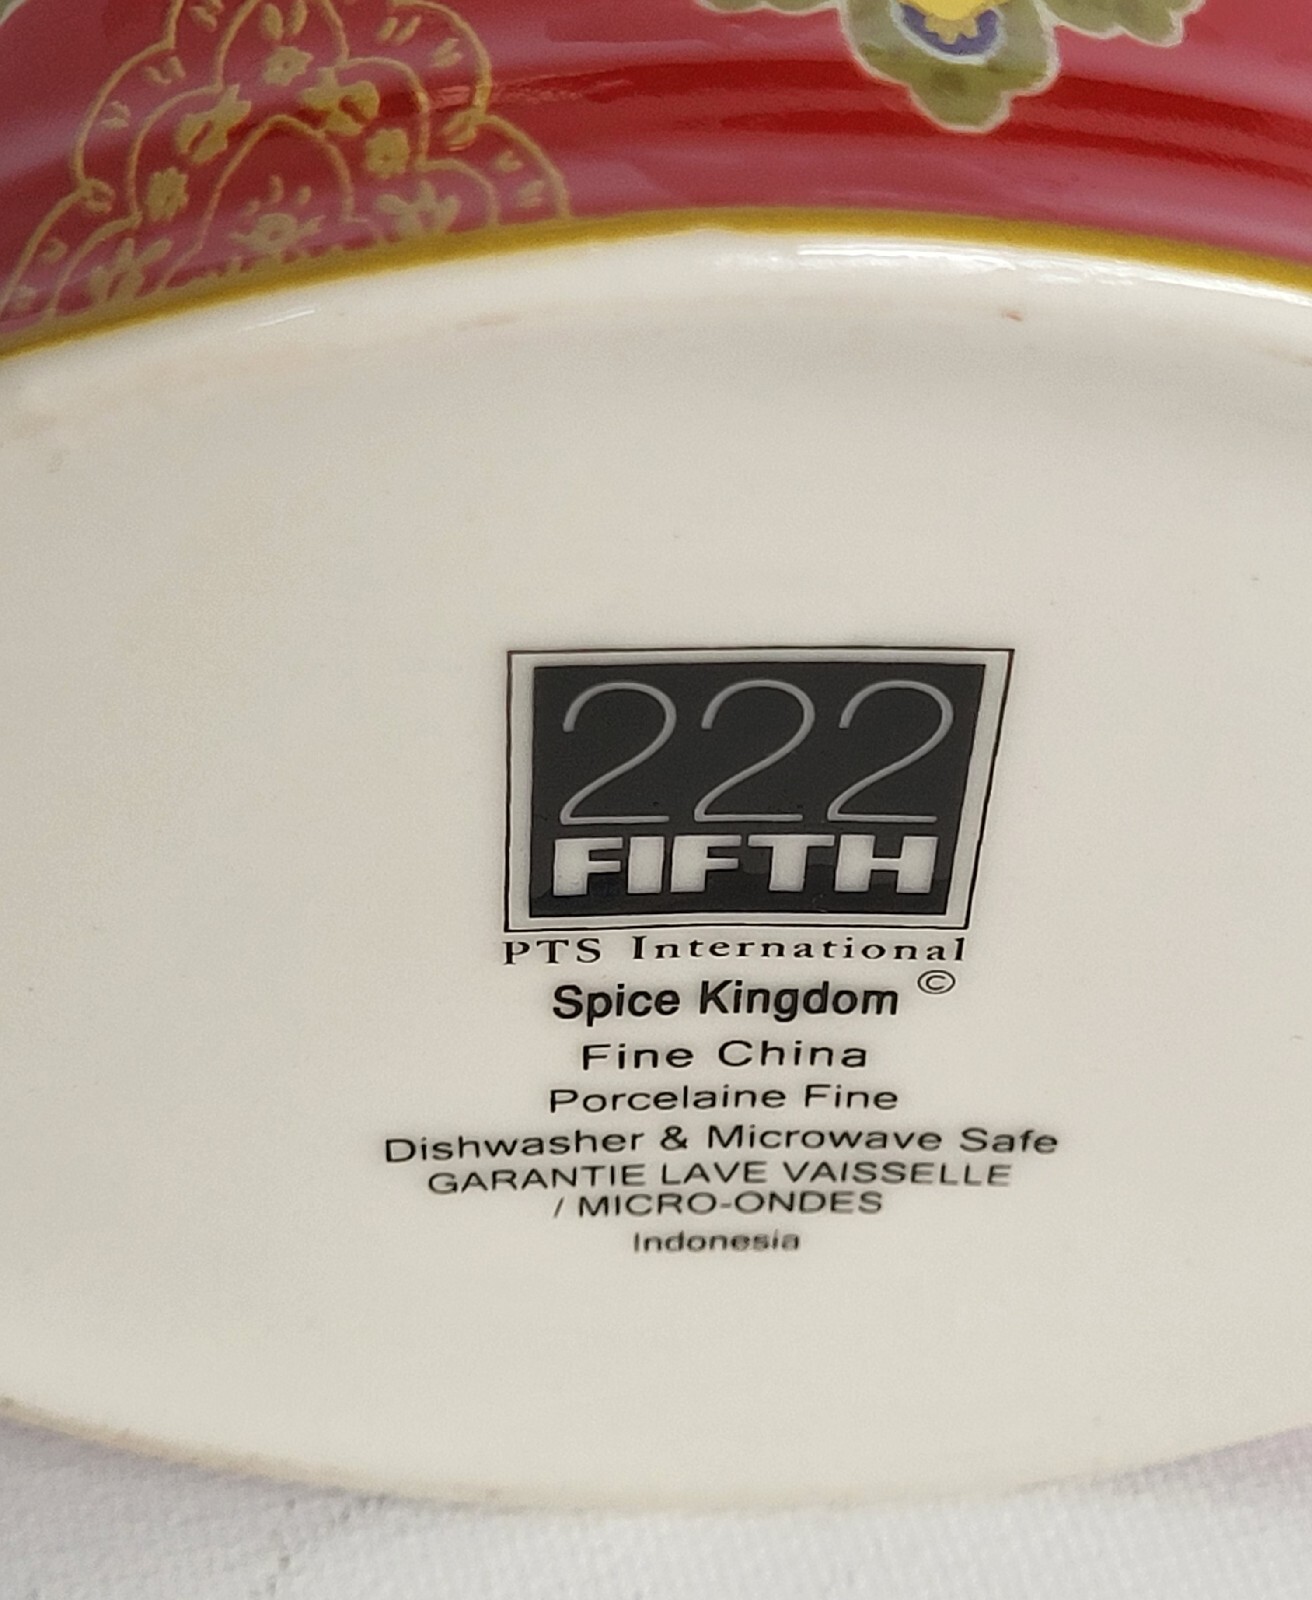 222
FIFTH
PTS International
Spice Kingdom ©
Fine China
Porcelaine Fine
Dishwasher & Microwave Safe
GARANTIE LAVE VAISSELLE
/ MICRO-ONDES
Indonesia